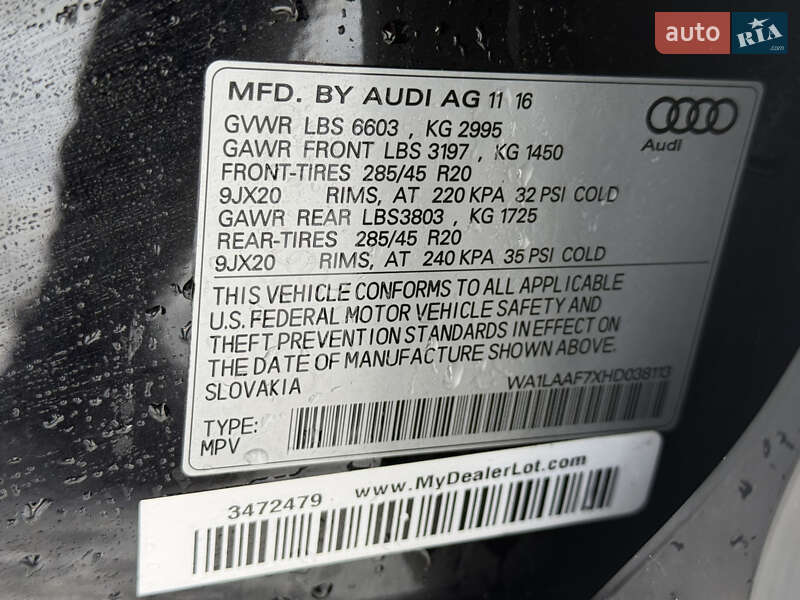 auto RIA.com
MFD. BY AUDI AG 11 16
GVWR LBS 6603 , KG 2995
GAWR FRONT LBS 3197 , KG 1450
FRONT-TIRES 285/45 R20
9JX20 RIMS, AT 220 KPA 32 PSI COLD
GAWR REAR LBS3803 , KG 1725
REAR-TIRES 285/45 R20
9JX20 RIMS, AT 240 KPA 35 PSI COLD
Audi
THIS VEHICLE CONFORMS TO ALL APPLICABLE
U.S. FEDERAL MOTOR VEHICLE SAFETY AND
THEFT PREVENTION STANDARDS IN EFFECT ON
THE DATE OF MANUFACTURE SHOWN ABOVE.
SLOVAKIA WA1LAAF7XHD038113
TYPE:
MPV
3472479 www.MyDealerLot.com